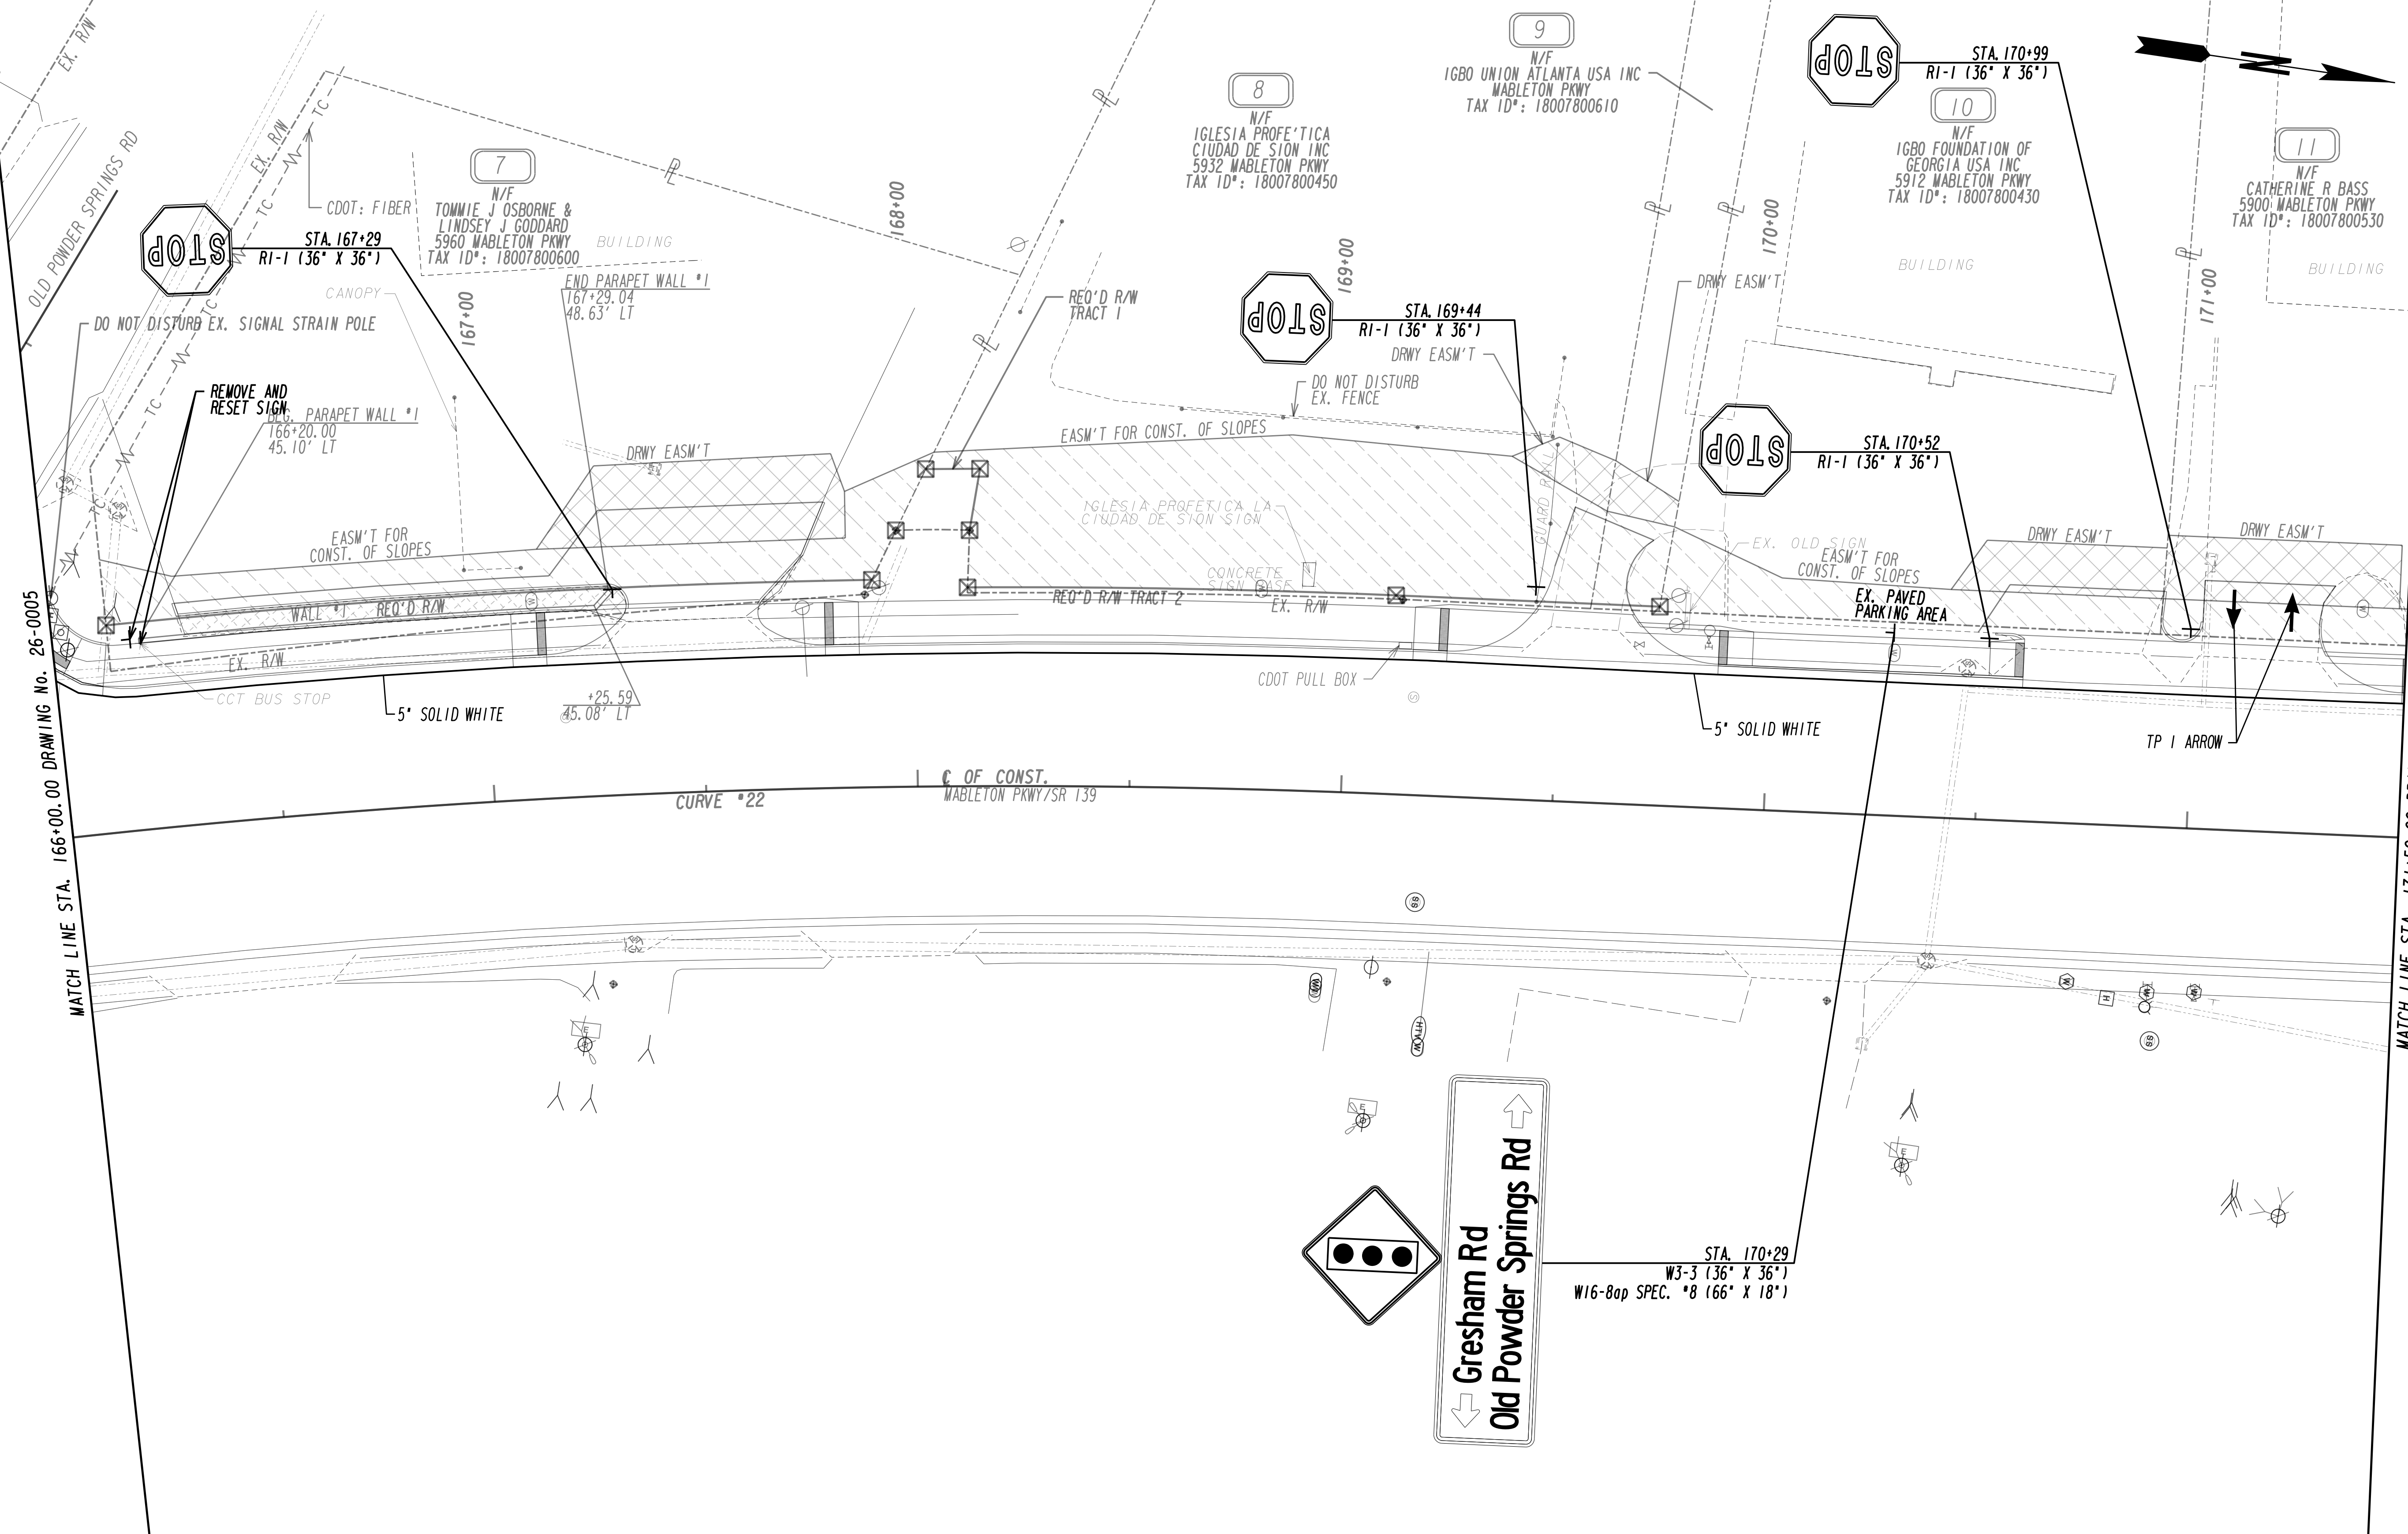 EX. R/W
OLD POWDER SPRINGS RD
EX. R/W
TC
TC
TC
TC
TC
CDOT: FIBER
7
N/F
TOMMIE J OSBORNE &
LINDSEY J GODDARD
5960 MABLETON PKWY
TAX ID#: 18007800600
BUILDING
STOP
STA. 167+29
R1-1 (36" X 36")
CANOPY
DO NOT DISTURB EX. SIGNAL STRAIN POLE
167+00
END PARAPET WALL #1
167+29.04
48.63' LT
REMOVE AND
RESET SIGN
BEG. PARAPET WALL #1
166+20.00
45.10' LT
168+00
8
N/F
IGLESIA PROFE'TICA
CIUDAD DE SION INC
5932 MABLETON PKWY
TAX ID#: 18007800450
9
N/F
IGBO UNION ATLANTA USA INC
MABLETON PKWY
TAX ID#: 18007800610
STOP
STA. 170+99
R1-1 (36" X 36")
10
N/F
IGBO FOUNDATION OF
GEORGIA USA INC
5912 MABLETON PKWY
TAX ID#: 18007800430
BUILDING
N
11
N/F
CATHERINE R BASS
5900 MABLETON PKWY
TAX ID#: 18007800530
BUILDING
169+00
170+00
171+00
REQ'D R/W
TRACT 1
STOP
STA. 169+44
R1-1 (36" X 36")
DRWY EASM'T
DRWY EASM'T
DO NOT DISTURB
EX. FENCE
STOP
STA. 170+52
R1-1 (36" X 36")
EASM'T FOR CONST. OF SLOPES
DRWY EASM'T
EASM'T FOR
CONST. OF SLOPES
IGLESIA PROFETICA LA
CIUDAD DE SION SIGN
GUARD RAIL
EX. OLD SIGN
EASM'T FOR
CONST. OF SLOPES
EX. PAVED
PARKING AREA
DRWY EASM'T
DRWY EASM'T
CONCRETE
SIGN BASE
WALL #1
REQ'D R/W
REQ'D R/W TRACT 2
EX. R/W
EX. R/W
CCT BUS STOP
5" SOLID WHITE
+25.59
45.08' LT
CDOT PULL BOX
5" SOLID WHITE
TP 1 ARROW
MATCH LINE STA. 166+00.00 DRAWING No. 26-0005
CURVE #22
℄ OF CONST.
MABLETON PKWY/SR 139
SS
W
H
W
W
SS
E
E
E
HTVW
Gresham Rd
Old Powder Springs Rd
STA. 170+29
W3-3 (36" X 36")
W16-8ap SPEC. #8 (66" X 18")
MATCH LINE STA.